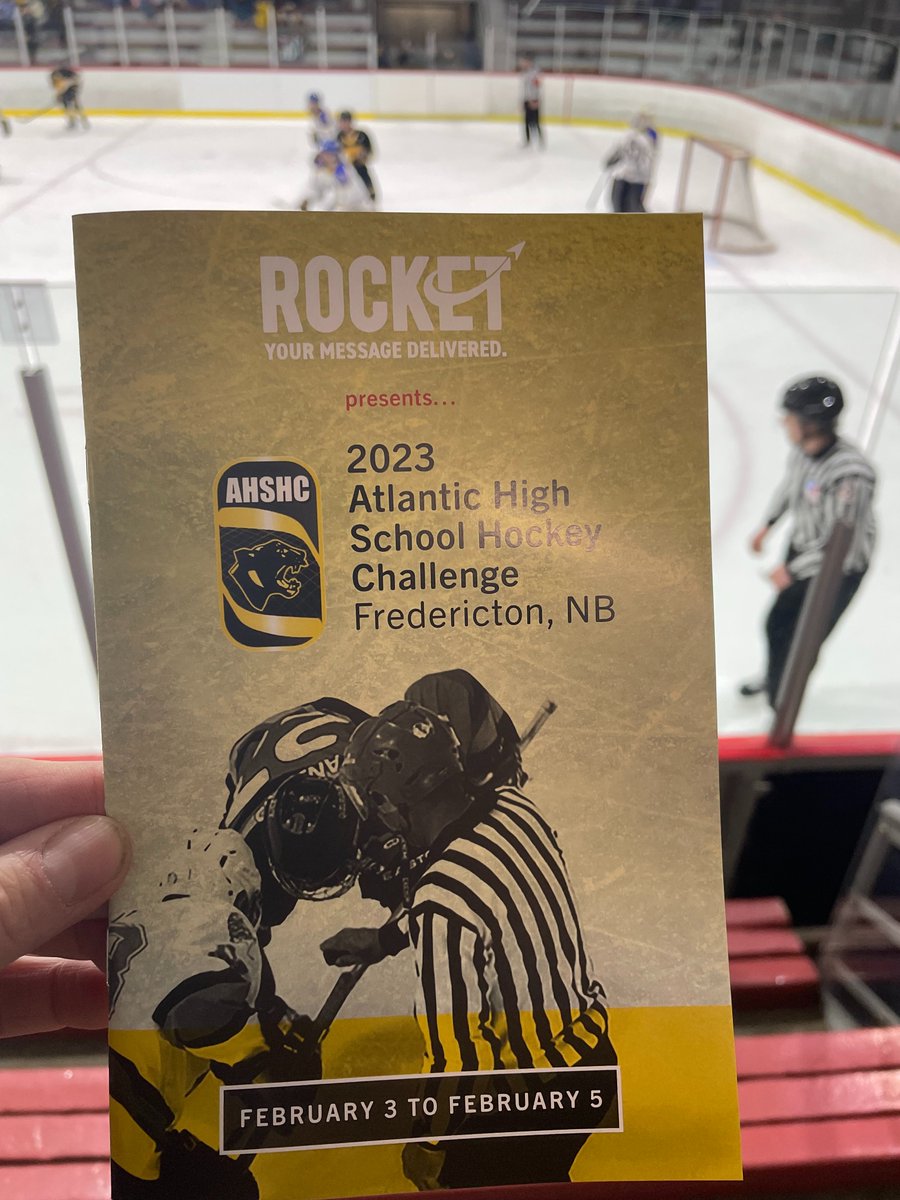 ROCKET
YOUR MESSAGE DELIVERED.
presents...
AHSHC
2023
Atlantic High
School Hockey
Challenge
Fredericton, NB
FEBRUARY 3 TO FEBRUARY 5